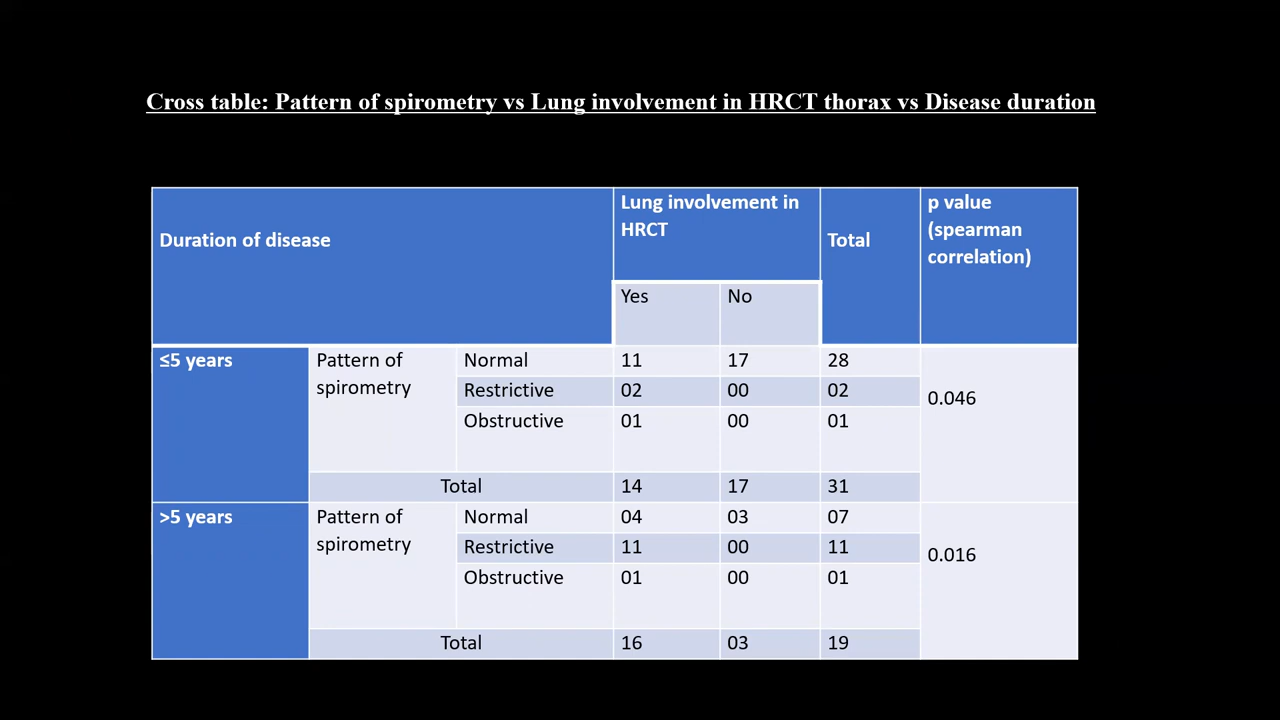 Cross table: Pattern of spirometry vs Lung involvement in HRCT thorax vs Disease duration
Duration of disease
Lung involvement in
HRCT
Total
p value
(spearman
correlation)
Yes No
≤5 years Pattern of
spirometry
Normal 11 17 28
Restrictive 02 00 02
Obstructive 01 00 01
0.046
Total 14 17 31
>5 years Pattern of
spirometry
Normal 04 03 07
Restrictive 11 00 11
Obstructive 01 00 01
0.016
Total 16 03 19